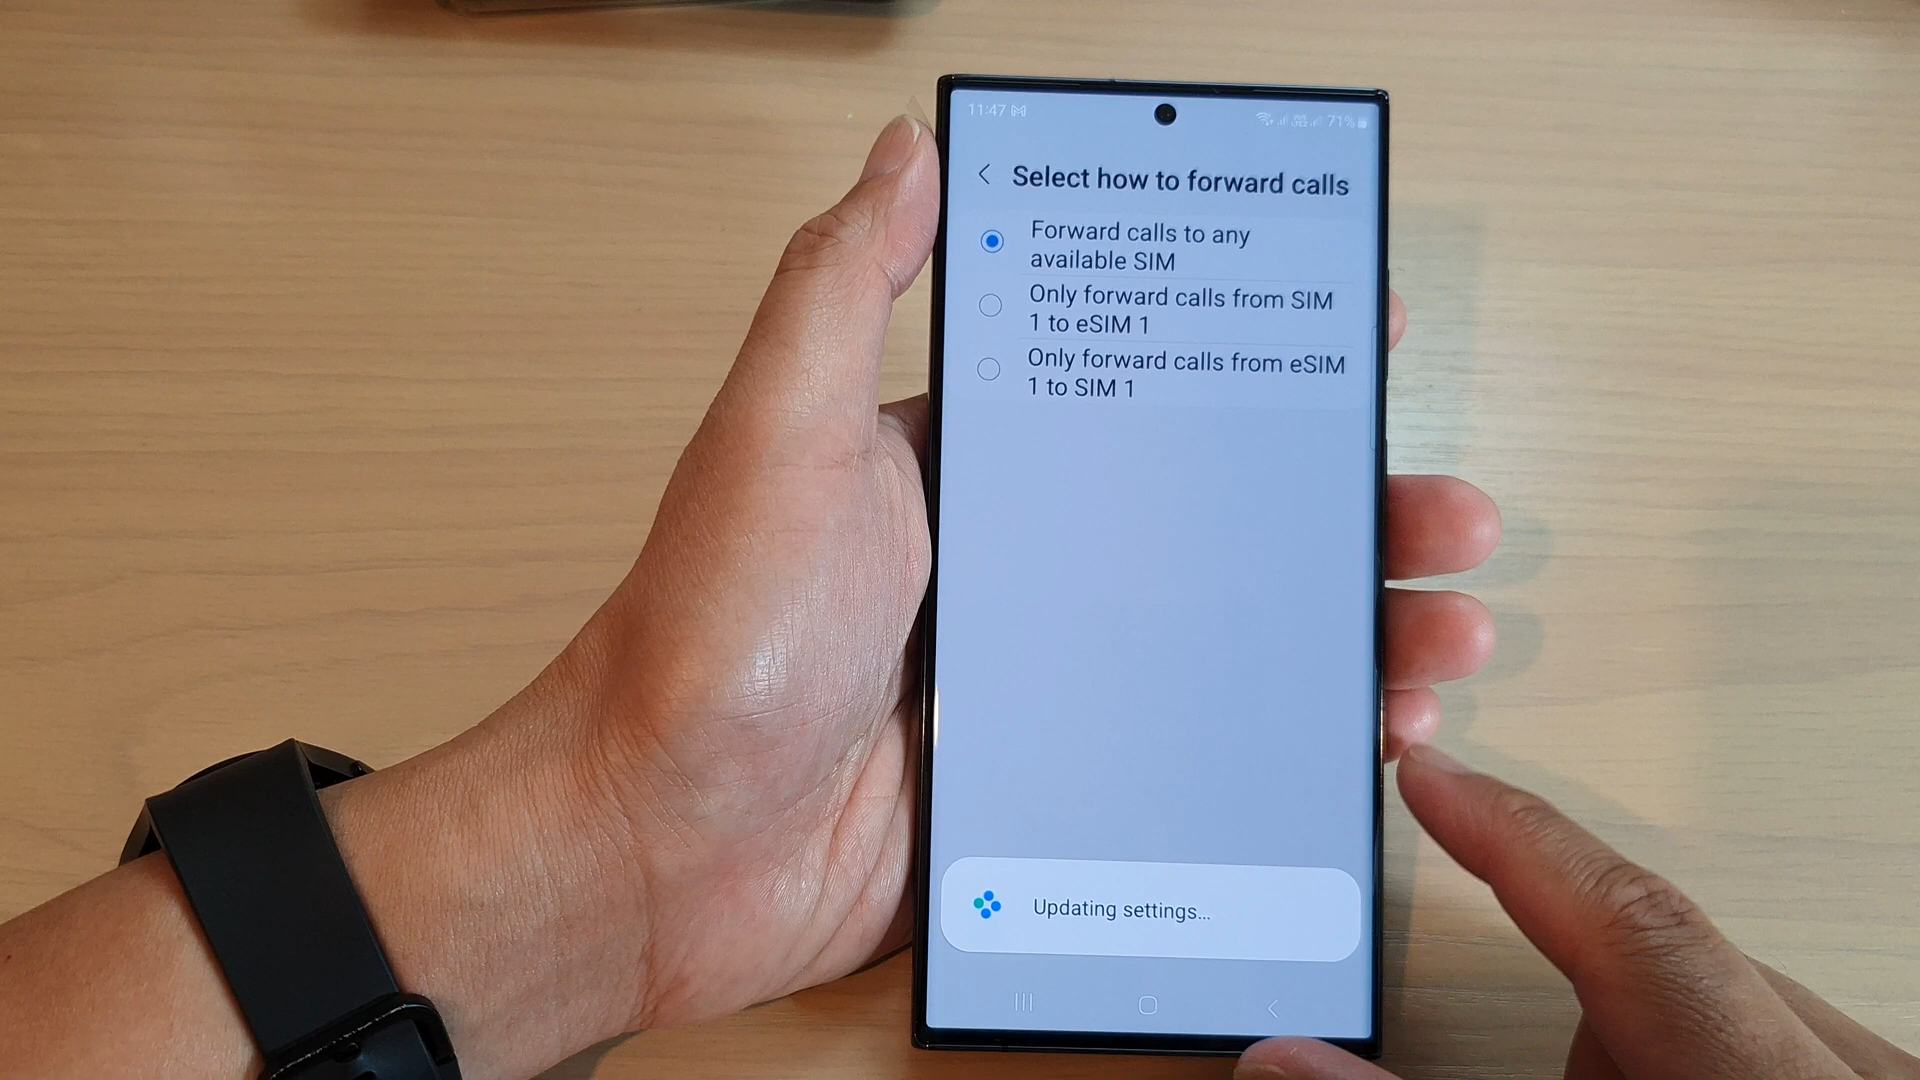 11:47
71%
Select how to forward calls
Forward calls to any
available SIM
Only forward calls from SIM
1 to eSIM 1
Only forward calls from eSIM
1 to SIM 1
Updating settings...